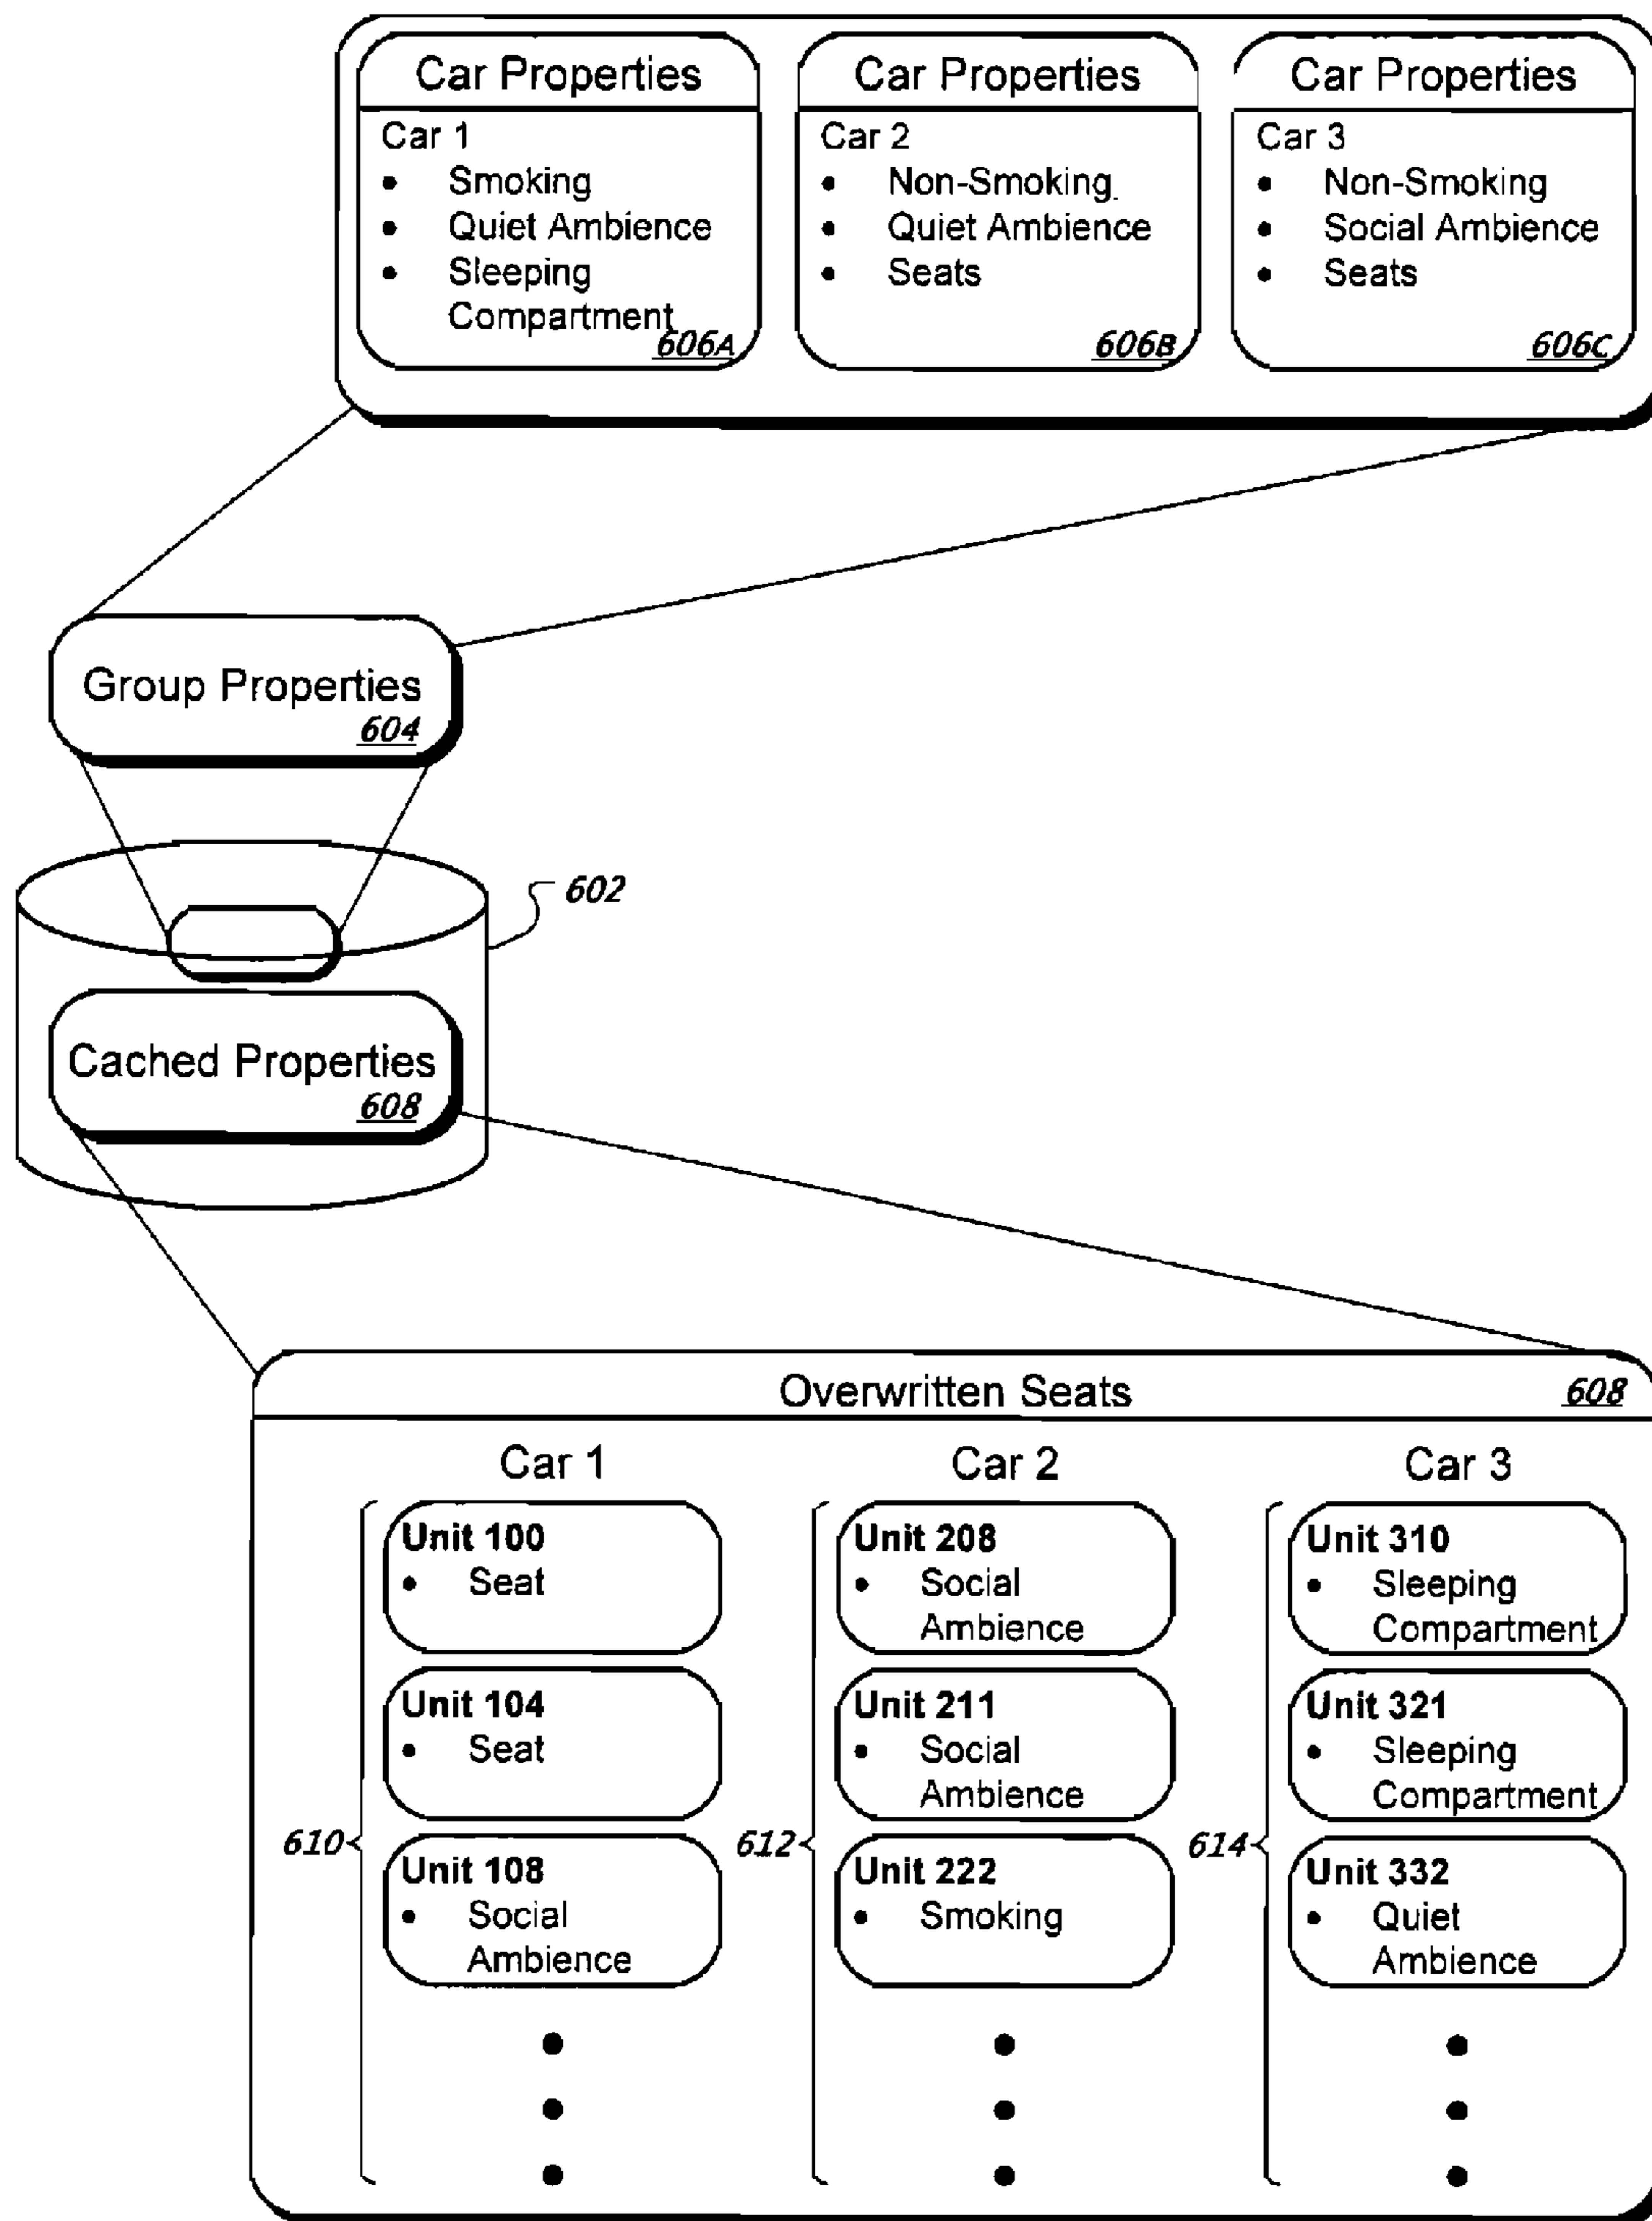 Car Properties
Car 1
• Smoking
• Quiet Ambience
• Sleeping
Compartment
606A
Car Properties
Car 2
• Non-Smoking
• Quiet Ambience
• Seats
606B
Car Properties
Car 3
• Non-Smoking
• Social Ambience
• Seats
606C
Group Properties
604
602
Cached Properties
608
Overwritten Seats
608
Car 1
Unit 100
• Seat
Unit 104
• Seat
610
Unit 108
• Social
Ambience
Car 2
Unit 208
• Social
Ambience
Unit 211
• Social
Ambience
612
Unit 222
• Smoking
Car 3
Unit 310
• Sleeping
Compartment
Unit 321
• Sleeping
Compartment
614
Unit 332
• Quiet
Ambience